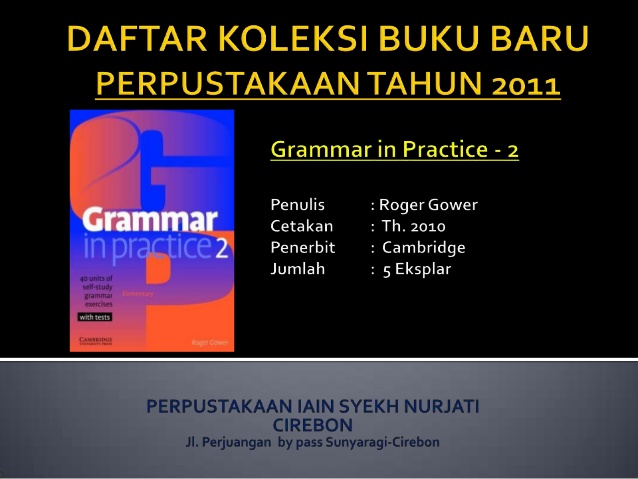 DAFTAR KOLEKSI BUKU BARU
PERPUSTAKAAN TAHUN 2011
Grammar
in practice 2
40 units of
self-study
grammar
exercises
with tests
Elementary
CAMBRIDGE
UNIVERSITY PRESS
Roger Gower
Grammar in Practice - 2
Penulis : Roger Gower
Cetakan : Th. 2010
Penerbit : Cambridge
Jumlah : 5 Eksplar
PERPUSTAKAAN IAIN SYEKH NURJATI
CIREBON
Jl. Perjuangan by pass Sunyaragi-Cirebon